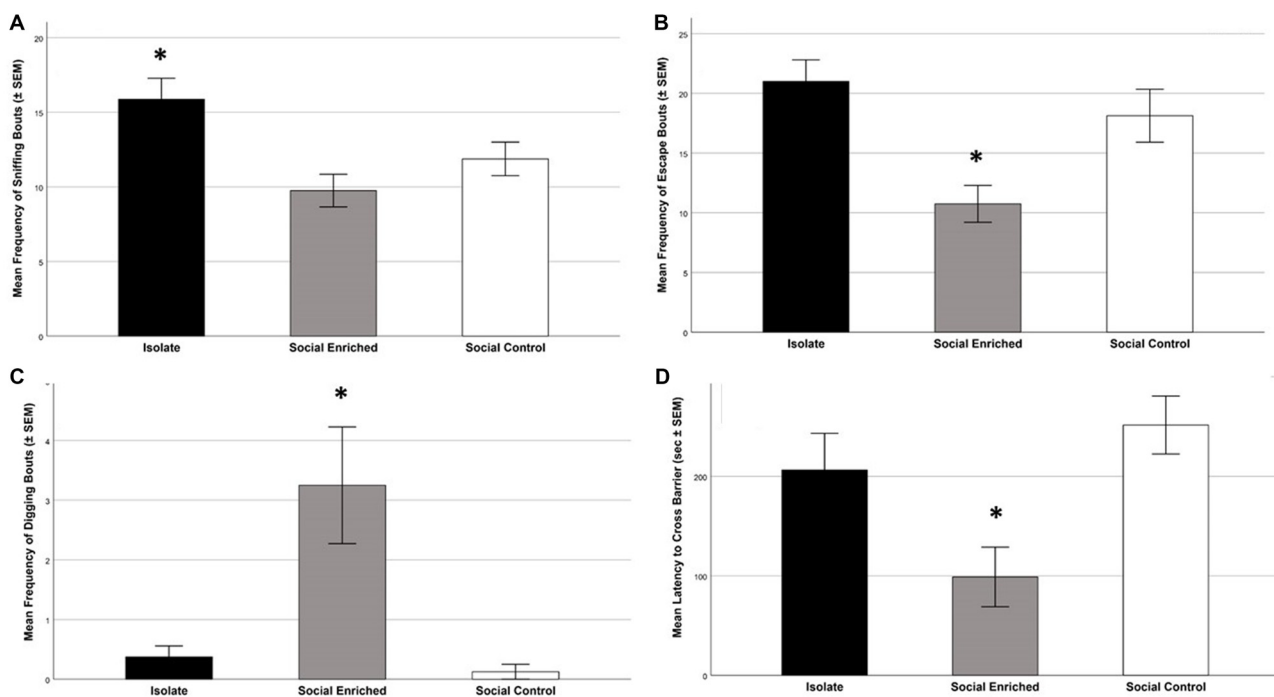 A
Mean Frequency of Sniffing Bouts (± SEM)
20
15
10
5
0
*
Isolate
Social Enriched
Social Control
B
Mean Frequency of Escape Bouts (± SEM)
25
20
15
10
5
0
*
Isolate
Social Enriched
Social Control
C
Mean Frequency of Digging Bouts (± SEM)
4
3
2
1
0
*
Isolate
Social Enriched
Social Control
D
Mean Latency to Cross Barrier (sec ± SEM)
200
100
0
*
Isolate
Social Enriched
Social Control